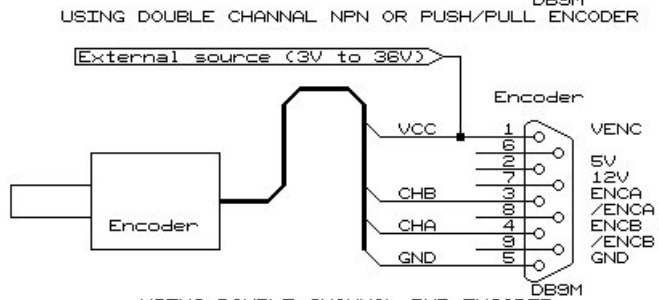 DB9M
USING DOUBLE CHANNAL NPN OR PUSH/PULL ENCODER
External source (3V to 36V)
Encoder
VCC 1 VENC
6
2 5V
7 12V
CHB 3 ENCA
8 /ENCA
CHA 4 ENCB
9 /ENCB
GND 5 GND
Encoder
DB9M